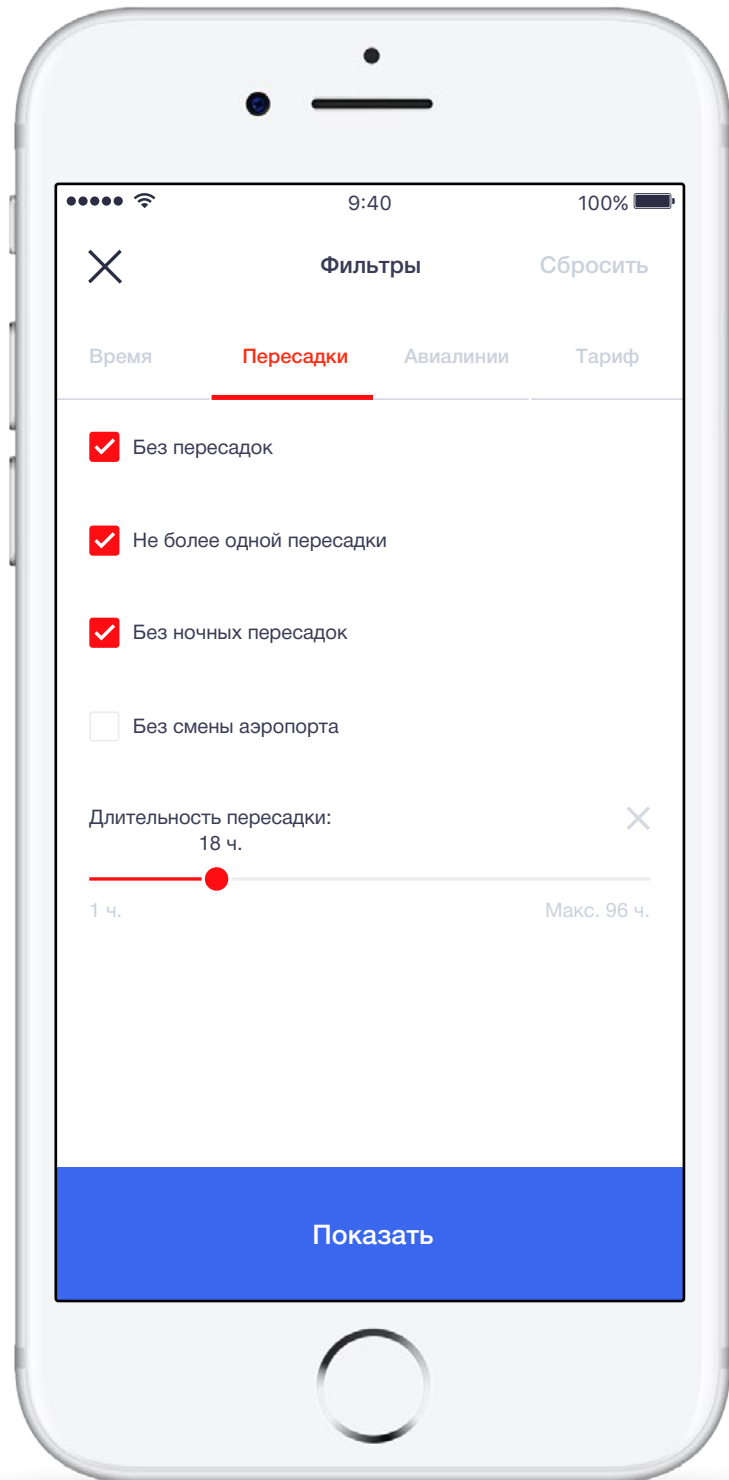 9:40 100%
Фильтры Сбросить
Время Пересадки Авиалинии Тариф
Без пересадок
Не более одной пересадки
Без ночных пересадок
Без смены аэропорта
Длительность пересадки:
18 ч.
1 ч. Макс. 96 ч.
Показать